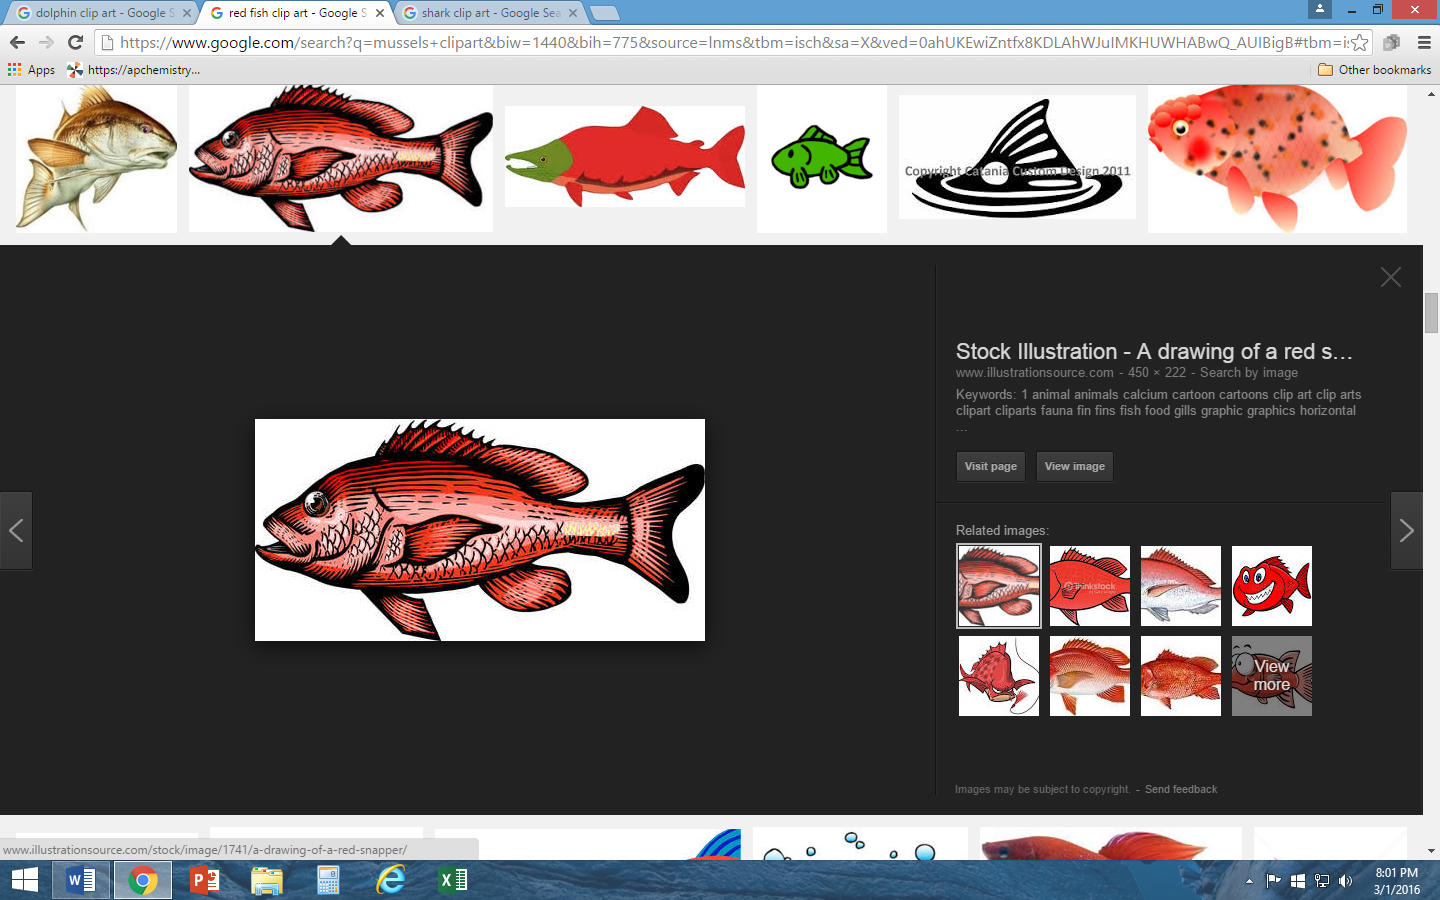 dolphin clip art - Google S
red fish clip art - Google S
shark clip art - Google Sea
https://www.google.com/search?q=mussels+clipart&biw=1440&bih=775&source=lnms&tbm=isch&sa=X&ved=0ahUKEwiZntfx8KDLAhWJuIMKHUWHABwQ_AUIBigB#tbm=is
Apps
https://apchemistry...
Other bookmarks
Copyright Catania Custom Design 2011
Stock Illustration - A drawing of a red s...
www.illustrationsource.com - 450 × 222 - Search by image
Keywords: 1 animal animals calcium cartoon cartoons clip art clip arts
clipart cliparts fauna fin fins fish food gills graphic graphics horizontal
...
Visit page
View image
Related images:
Thinkstock
View
more
Images may be subject to copyright. - Send feedback
www.illustrationsource.com/stock/image/1741/a-drawing-of-a-red-snapper/
8:01 PM
3/1/2016